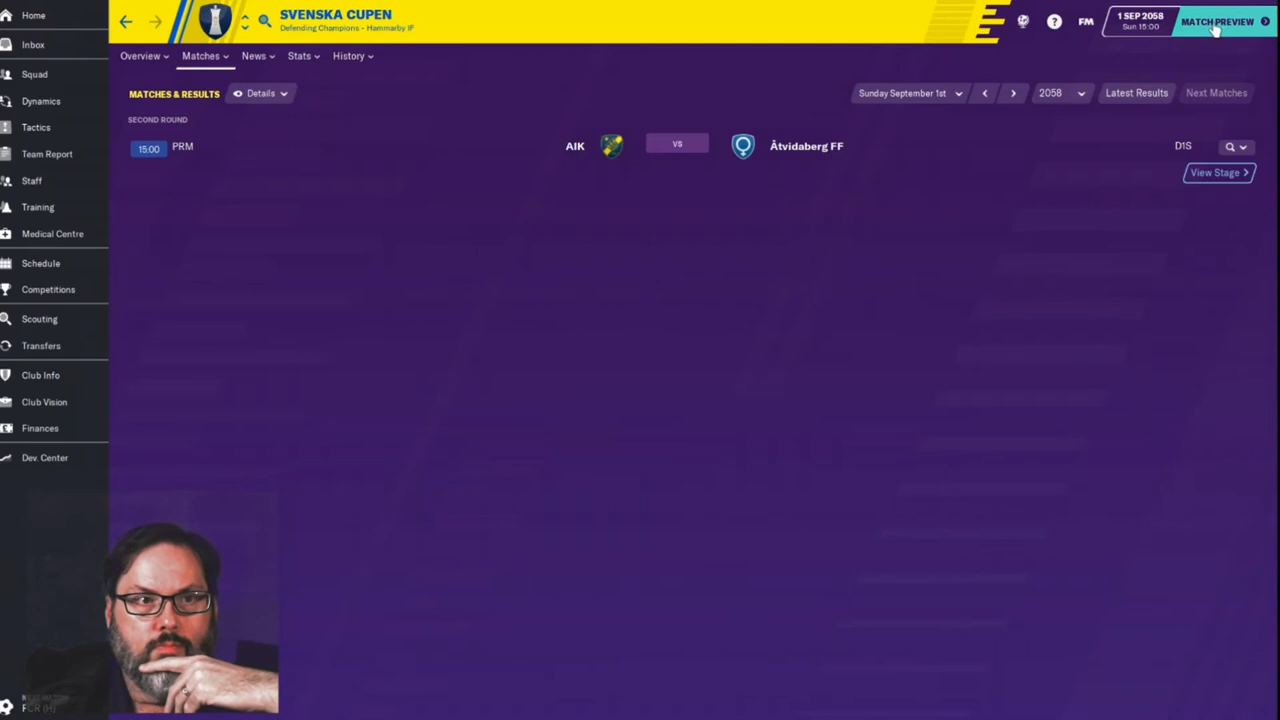 Home
Inbox
Squad
Dynamics
Tactics
Team Report
Staff
Training
Medical Centre
Schedule
Competitions
Scouting
Transfers
Club Info
Club Vision
Finances
Dev. Center
SVENSKA CUPEN
Defending Champions - Hammarby IF
?
FM
1 SEP 2058
Sun 15:00
MATCH PREVIEW
Overview
Matches
News
Stats
History
MATCHES & RESULTS
Details
Sunday September 1st
2058
Latest Results
Next Matches
SECOND ROUND
15:00 PRM AIK vs Åtvidaberg FF D1S
View Stage